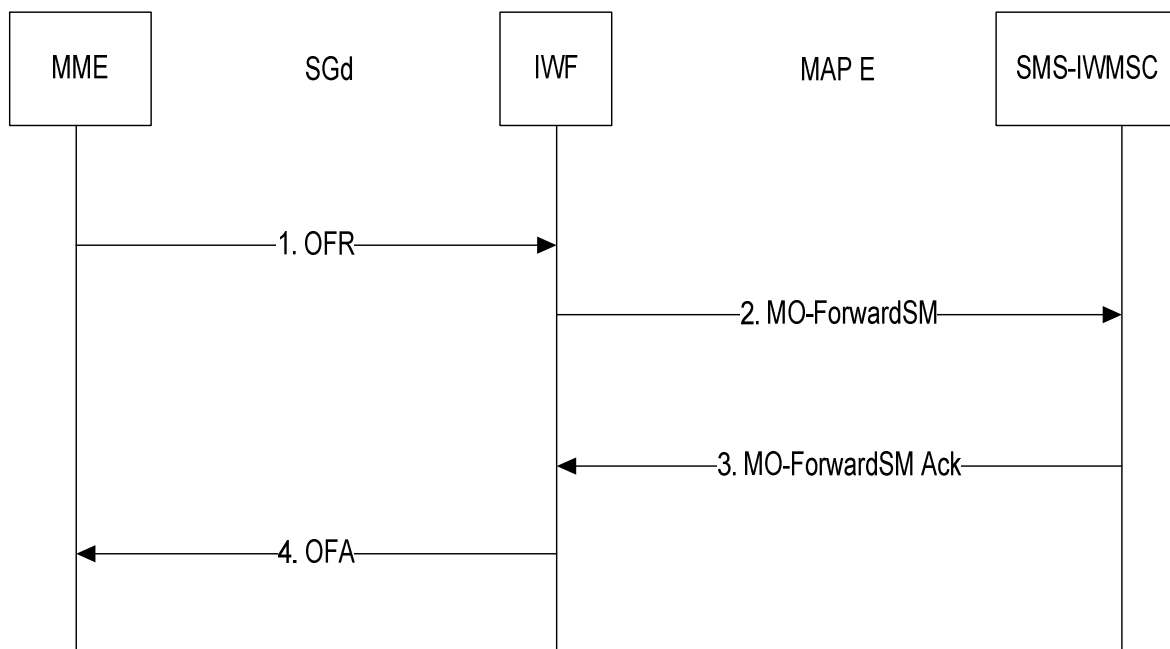 MME
SGd
IWF
MAP E
SMS-IWMSC
1. OFR
2. MO-ForwardSM
3. MO-ForwardSM Ack
4. OFA